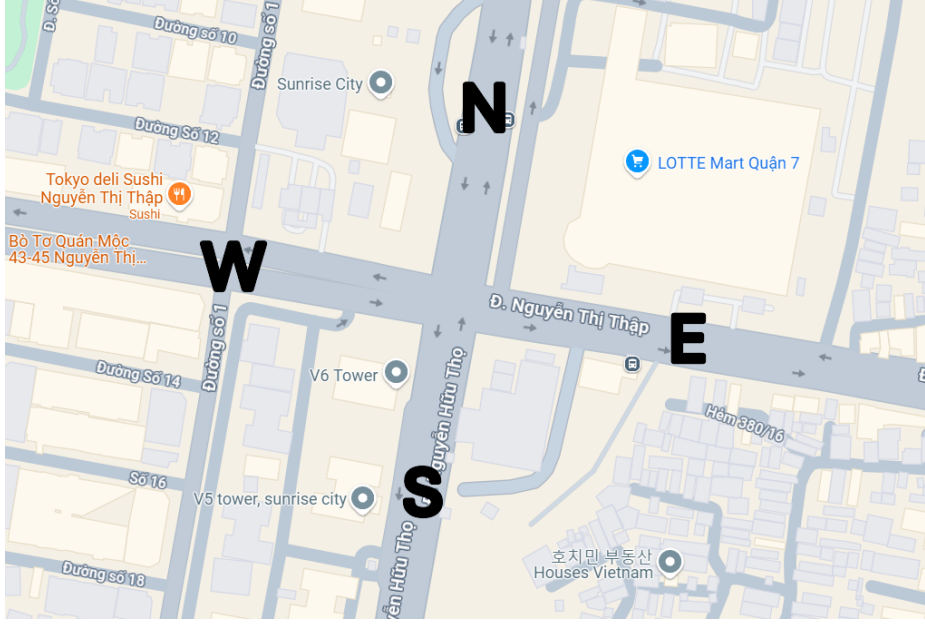 Đường số 10
Đường số 1
Sunrise City
N
Đường Số 12
LOTTE Mart Quận 7
Tokyo deli Sushi
Nguyễn Thị Thập
Sushi
Bò Tơ Quán Mộc
43-45 Nguyễn Thị...
W
Đ. Nguyễn Thị Thập
E
Đường số 1
V6 Tower
Đường Số 14
Nguyễn Hữu Thọ
Hẻm 380/16
Số 16
V5 tower, sunrise city
S
호치민 부동산
Houses Vietnam
Đường số 18
ễn Hữu Thọ